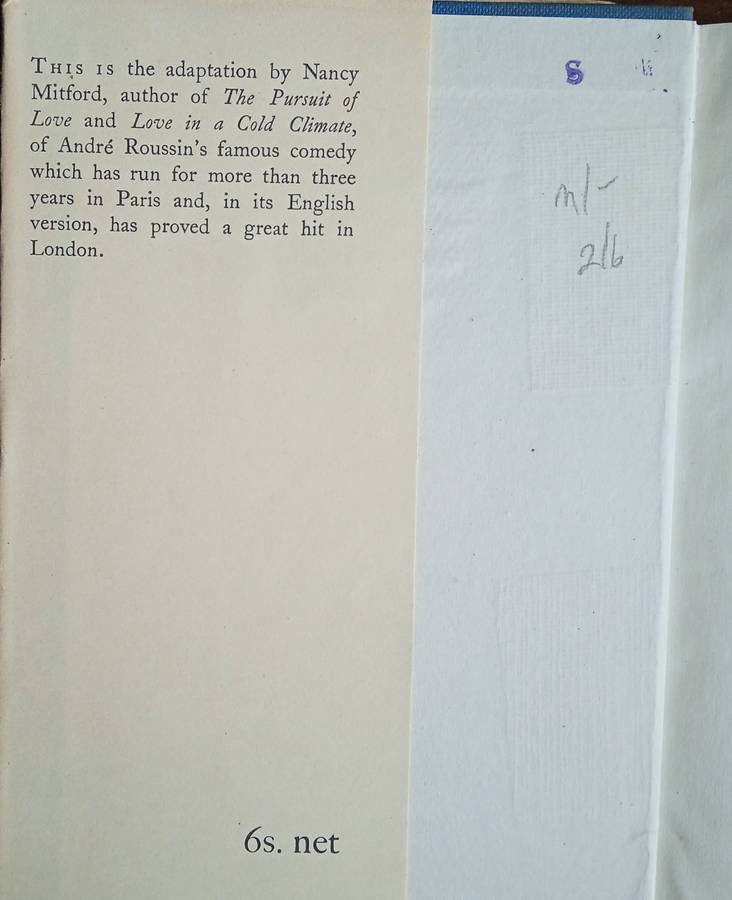 THIS IS the adaptation by Nancy
Mitford, author of The Pursuit of
Love and Love in a Cold Climate,
of André Roussin's famous comedy
which has run for more than three
years in Paris and, in its English
version, has proved a great hit in
London.
6s. net
S
n/-
2/6